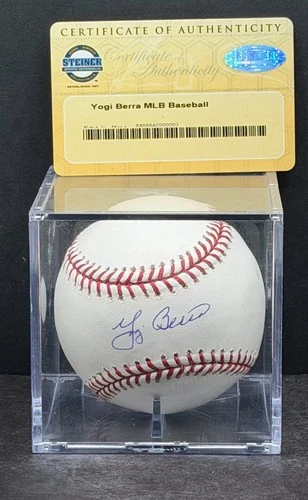 CERTIFICATE OF AUTHENTICITY
STEINER
Certificate of
Authenticity
Yogi Berra MLB Baseball
Yogi Berra